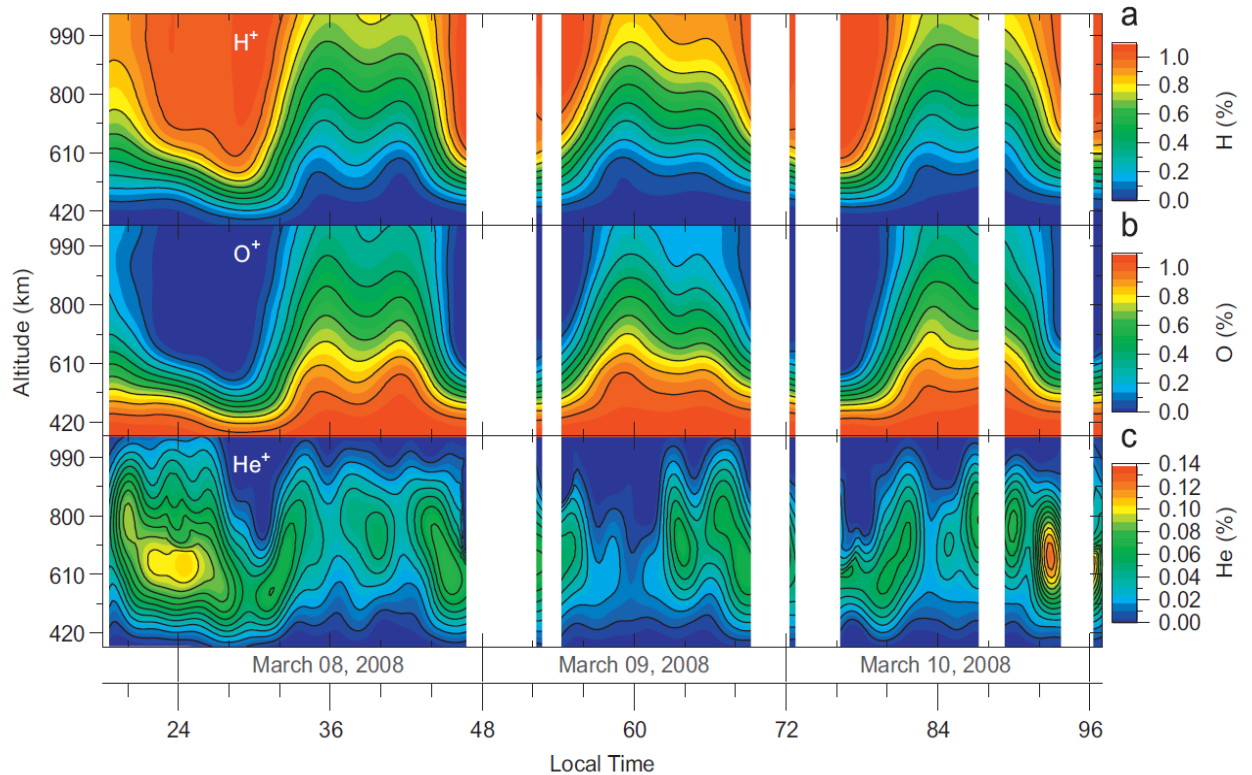 a
H+
990
800
610
420
1.0
0.8
0.6
0.4
0.2
0.0
H (%)
b
O+
990
800
610
420
Altitude (km)
1.0
0.8
0.6
0.4
0.2
0.0
O (%)
c
He+
990
800
610
420
0.14
0.12
0.10
0.08
0.06
0.04
0.02
0.00
He (%)
March 08, 2008 March 09, 2008 March 10, 2008
24 36 48 60 72 84 96
Local Time